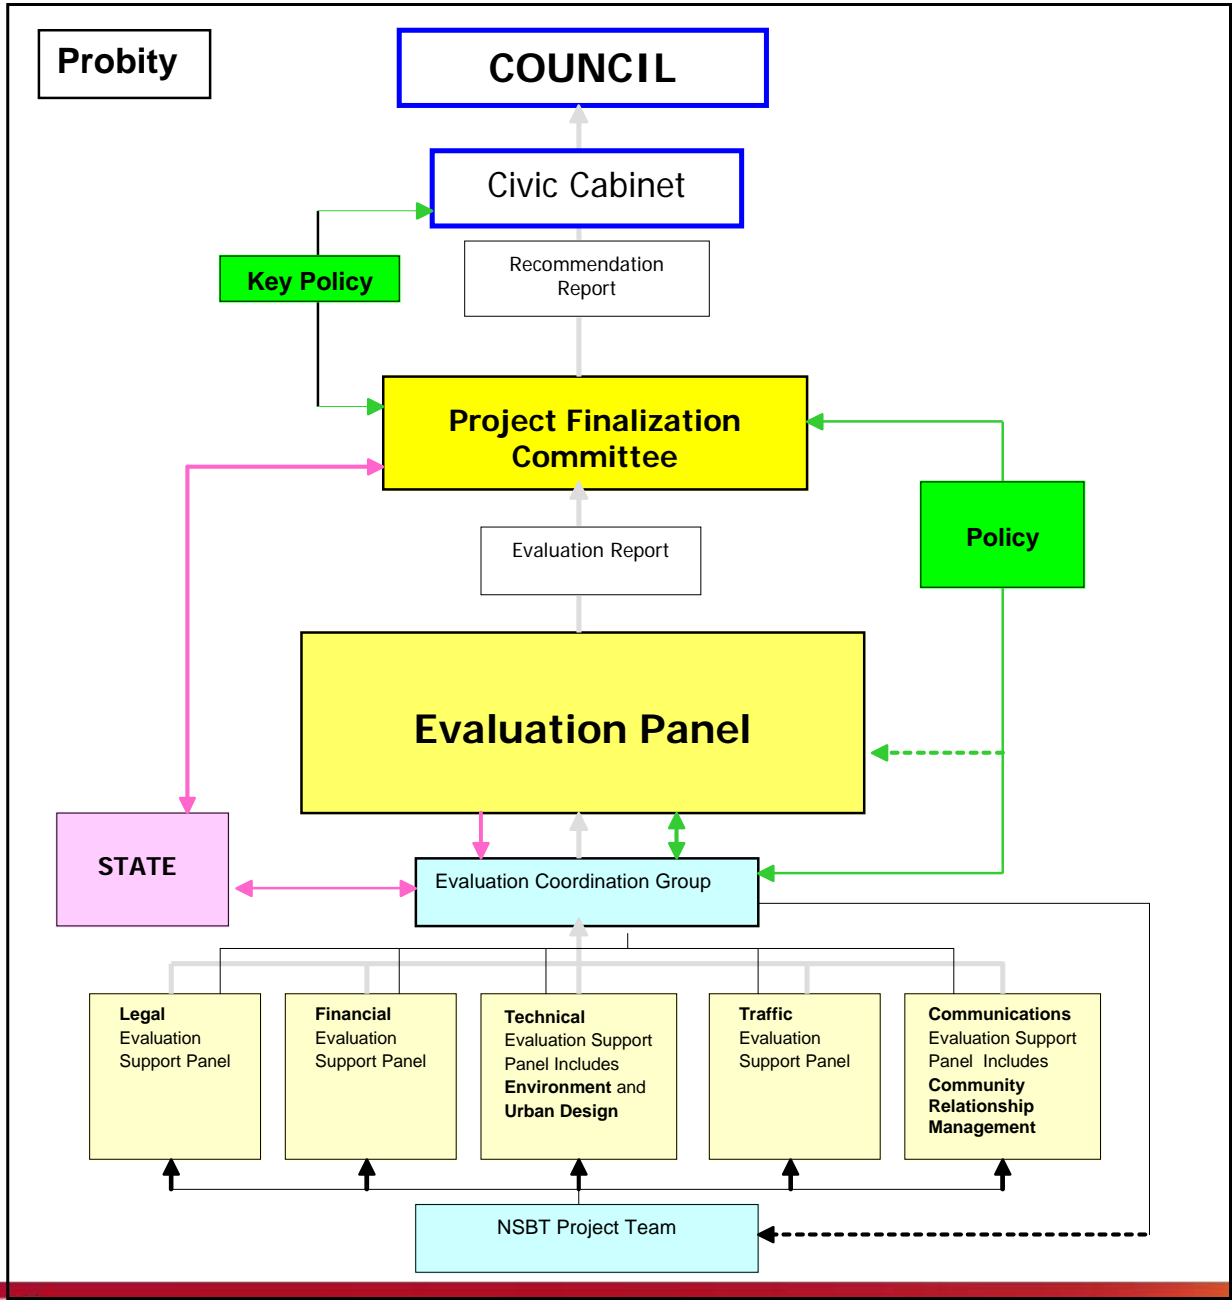 Probity
COUNCIL
Civic Cabinet
Recommendation
Report
Key Policy
Project Finalization
Committee
Policy
Evaluation Report
Evaluation Panel
STATE
Evaluation Coordination Group
Legal
Evaluation
Support Panel
Financial
Evaluation
Support Panel
Technical
Evaluation Support
Panel Includes
Environment and
Urban Design
Traffic
Evaluation
Support Panel
Communications
Evaluation Support
Panel Includes
Community
Relationship
Management
NSBT Project Team